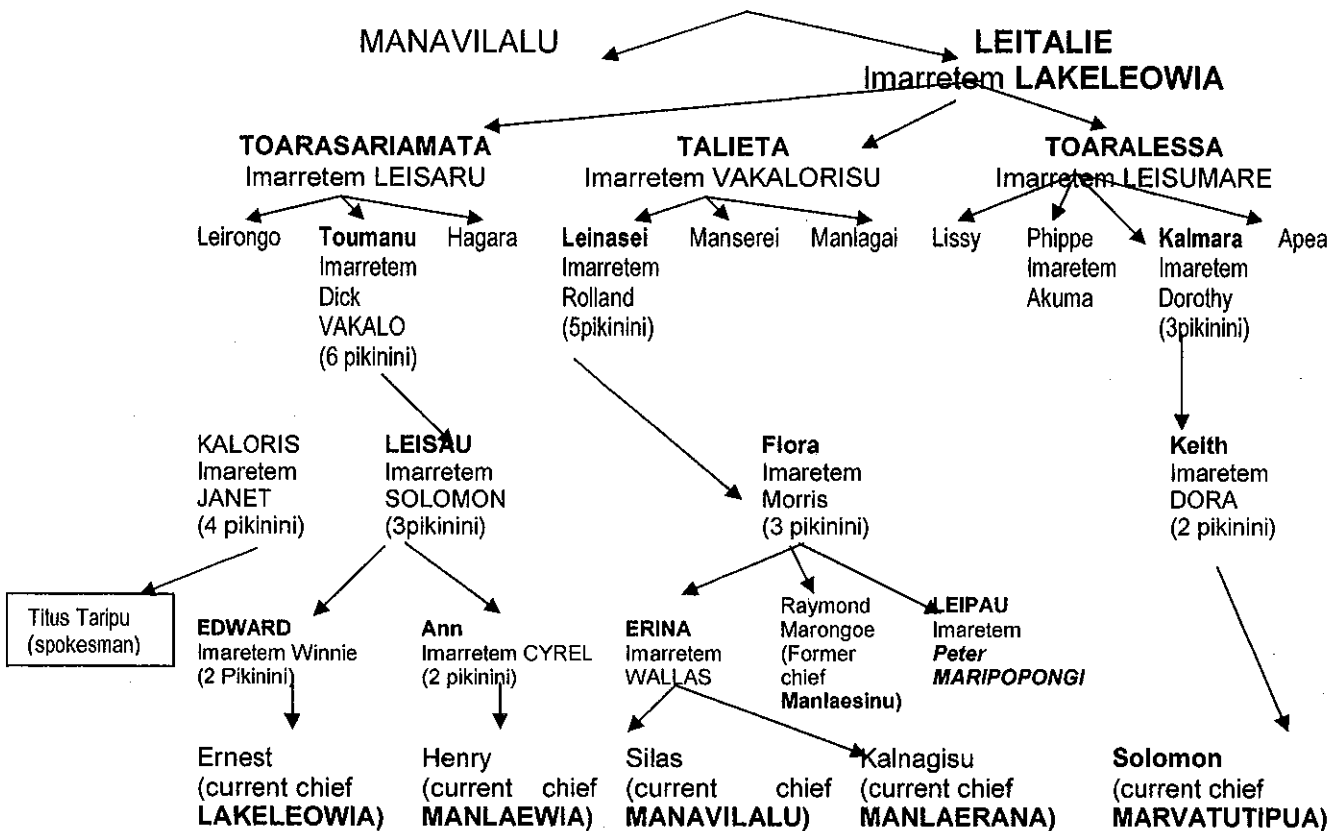 MANAVILALU
LEITALIE
Imarretem LAKELEOWIA
TOARASARIAMATA
Imarretem LEISARU
TALIETA
Imarretem VAKALORISU
TOARALESSA
Imarretem LEISUMARE
Leirongo
Toumanu
Imarretem
Dick
VAKALO
(6 pikinini)
Hagara
Leinasei
Imarretem
Rolland
(5pikinini)
Manserei
Manlagai
Lissy
Phippe
Imaretem
Akuma
Kalmara
Imaretem
Dorothy
(3pikinini)
Apea
KALORIS
Imaretem
JANET
(4 pikinini)
LEISAU
Imarretem
SOLOMON
(3pikinini)
Flora
Imaretem
Morris
(3 pikinini)
Keith
Imaretem
DORA
(2 pikinini)
Titus Taripu
(spokesman)
EDWARD
Imaretem Winnie
(2 Pikinini)
Ann
Imarretem CYREL
(2 pikinini)
ERINA
Imarretem
WALLAS
Raymond
Marongoe
(Former
chief
Manlaesinu)
LEIPAU
Imaretem
Peter
MARIPOPONGI
Ernest
(current chief
LAKELEOWIA)
Henry
(current chief
MANLAEWIA)
Silas
(current chief
MANAVILALU)
Kalnagisu
(current chief
MANLAERANA)
Solomon
(current chief
MARVATUTIPUA)